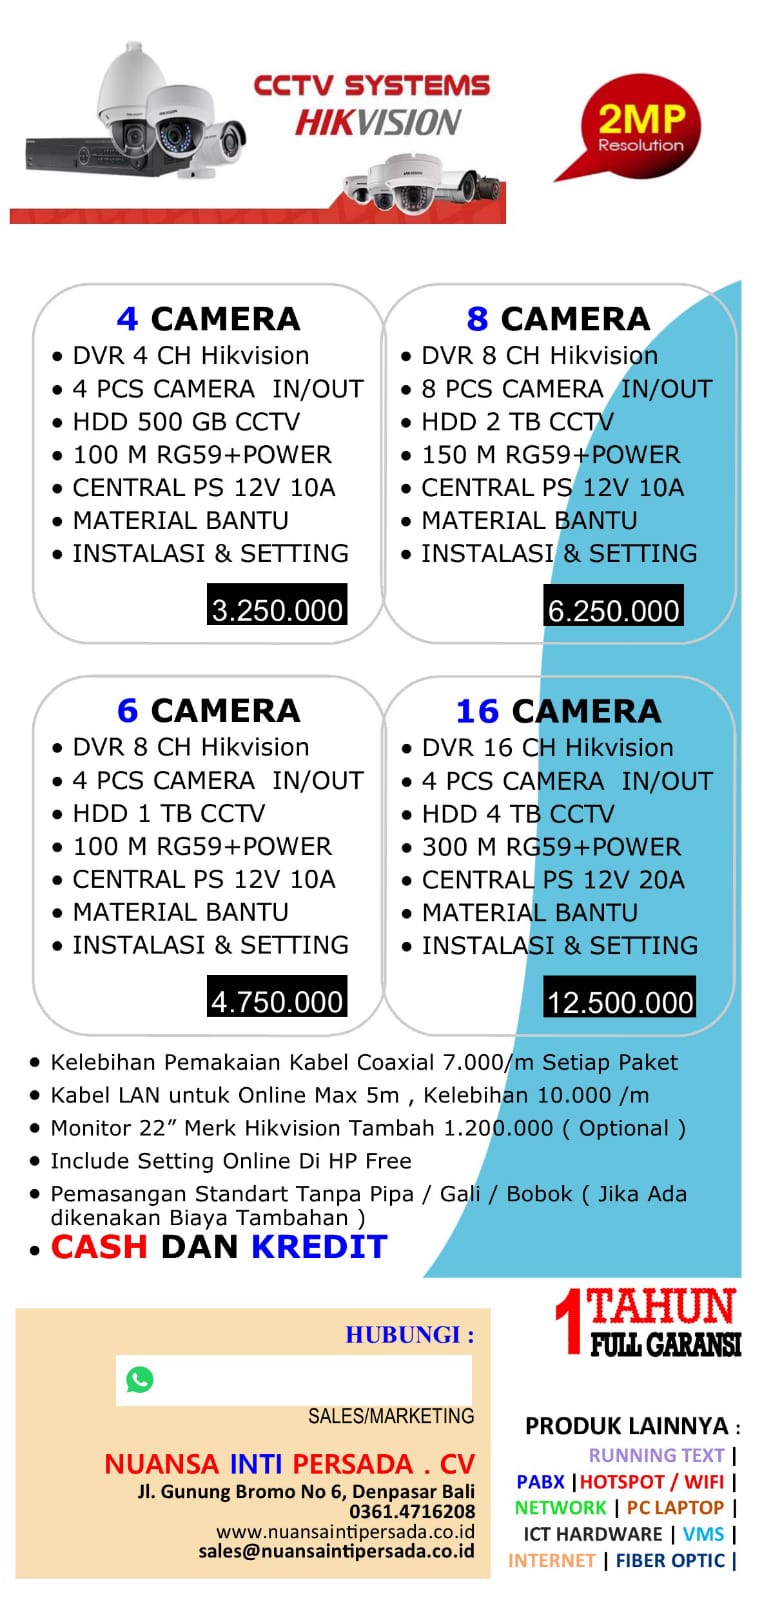 CCTV SYSTEMS
HIKVISION
2MP
Resolution
4 CAMERA
• DVR 4 CH Hikvision
• 4 PCS CAMERA IN/OUT
• HDD 500 GB CCTV
• 100 M RG59+POWER
• CENTRAL PS 12V 10A
• MATERIAL BANTU
• INSTALASI & SETTING
3.250.000
8 CAMERA
• DVR 8 CH Hikvision
• 8 PCS CAMERA IN/OUT
• HDD 2 TB CCTV
• 150 M RG59+POWER
• CENTRAL PS 12V 10A
• MATERIAL BANTU
• INSTALASI & SETTING
6.250.000
6 CAMERA
• DVR 8 CH Hikvision
• 4 PCS CAMERA IN/OUT
• HDD 1 TB CCTV
• 100 M RG59+POWER
• CENTRAL PS 12V 10A
• MATERIAL BANTU
• INSTALASI & SETTING
4.750.000
16 CAMERA
• DVR 16 CH Hikvision
• 4 PCS CAMERA IN/OUT
• HDD 4 TB CCTV
• 300 M RG59+POWER
• CENTRAL PS 12V 20A
• MATERIAL BANTU
• INSTALASI & SETTING
12.500.000
• Kelebihan Pemakaian Kabel Coaxial 7.000/m Setiap Paket
• Kabel LAN untuk Online Max 5m , Kelebihan 10.000 /m
• Monitor 22” Merk Hikvision Tambah 1.200.000 ( Optional )
• Include Setting Online Di HP Free
• Pemasangan Standart Tanpa Pipa / Gali / Bobok ( Jika Ada
dikenakan Biaya Tambahan )
• CASH DAN KREDIT
1 TAHUN
FULL GARANSI
HUBUNGI :
SALES/MARKETING
NUANSA INTI PERSADA . CV
Jl. Gunung Bromo No 6, Denpasar Bali
0361.4716208
www.nuansaintipersada.co.id
sales@nuansaintipersada.co.id
PRODUK LAINNYA :
RUNNING TEXT |
PABX |HOTSPOT / WIFI |
NETWORK | PC LAPTOP |
ICT HARDWARE | VMS |
INTERNET | FIBER OPTIC |